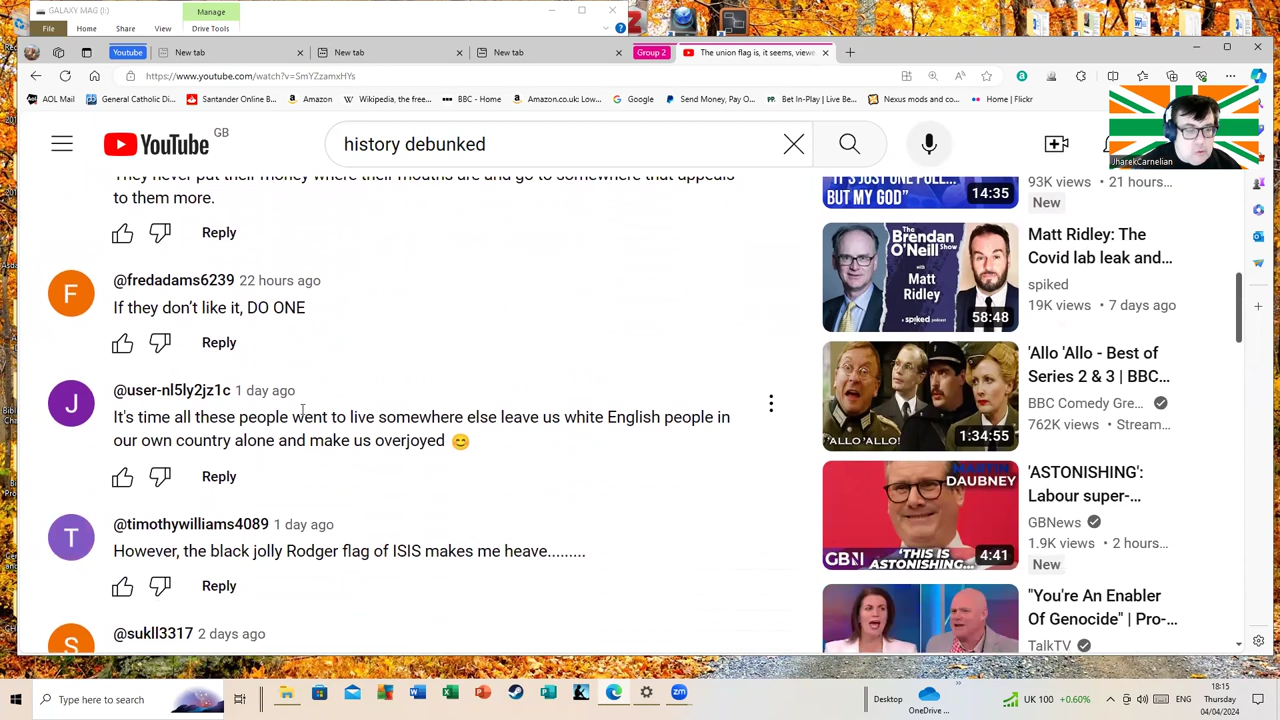 GALAXY MAG (I:)
Manage
File
Home
Share
View
Drive Tools
Youtube
New tab
New tab
New tab
Group 2
The union flag is, it seems, viewe
https://www.youtube.com/watch?v=SmYZzamxHYs
AOL Mail
General Catholic Di...
Santander Online B...
Amazon
Wikipedia, the free...
BBC - Home
Amazon.co.uk: Low...
Google
Send Money, Pay O...
Bet In-Play | Live Be...
Nexus mods and co...
Home | Flickr
JharekCarnelian
YouTube GB
history debunked
They never put their money where their mouths are and go to somewhere that appeals
to them more.
Reply
@fredadams6239 22 hours ago
If they don't like it, DO ONE
Reply
J
@user-nl5ly2jz1c 1 day ago
It's time all these people went to live somewhere else leave us white English people in
our own country alone and make us overjoyed 😊
Reply
T
@timothywilliams4089 1 day ago
However, the black jolly Rodger flag of ISIS makes me heave.........
Reply
S
@sukll3317 2 days ago
F
"IT'S JUST ONE POLL...
BUT MY GOD"
14:35
93K views • 21 hours...
New
The
Brendan
O'Neill
Show
with
Matt
Ridley
a spiked podcast
58:48
Matt Ridley: The
Covid lab leak and...
spiked
19K views • 7 days ago
'ALLO 'ALLO!
1:34:55
'Allo 'Allo - Best of
Series 2 & 3 | BBC...
BBC Comedy Gre...
762K views • Stream...
MARTIN
DAUBNEY
GBN
'THIS IS
ASTONISHING...
4:41
'ASTONISHING':
Labour super-...
GBNews
1.9K views • 2 hours...
New
"You're An Enabler
Of Genocide" | Pro-
TalkTV
Type here to search
Desktop
OneDrive ...
UK 100 +0.60%
ENG
18:15
Thursday
04/04/2024